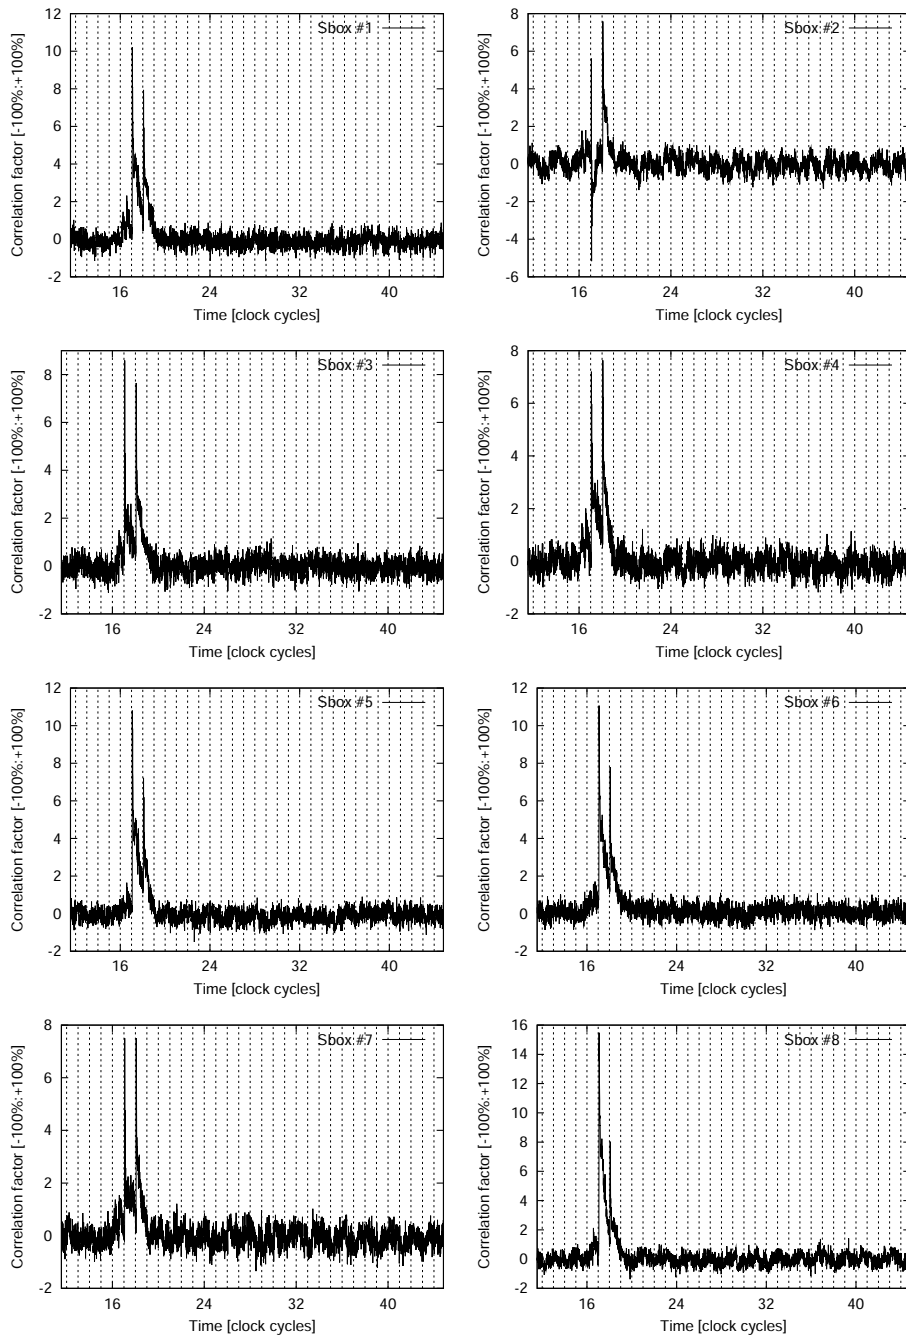 12
10
8
6
4
2
0
-2
Correlation factor [-100%:+100%]
Sbox #1
16 24 32 40
Time [clock cycles]
8
6
4
2
0
-2
-4
-6
Correlation factor [-100%:+100%]
Sbox #2
16 24 32 40
Time [clock cycles]
8
6
4
2
0
-2
Correlation factor [-100%:+100%]
Sbox #3
16 24 32 40
Time [clock cycles]
8
6
4
2
0
-2
Correlation factor [-100%:+100%]
Sbox #4
16 24 32 40
Time [clock cycles]
12
10
8
6
4
2
0
-2
Correlation factor [-100%:+100%]
Sbox #5
16 24 32 40
Time [clock cycles]
12
10
8
6
4
2
0
-2
Correlation factor [-100%:+100%]
Sbox #6
16 24 32 40
Time [clock cycles]
8
6
4
2
0
-2
Correlation factor [-100%:+100%]
Sbox #7
16 24 32 40
Time [clock cycles]
16
14
12
10
8
6
4
2
0
-2
Correlation factor [-100%:+100%]
Sbox #8
16 24 32 40
Time [clock cycles]